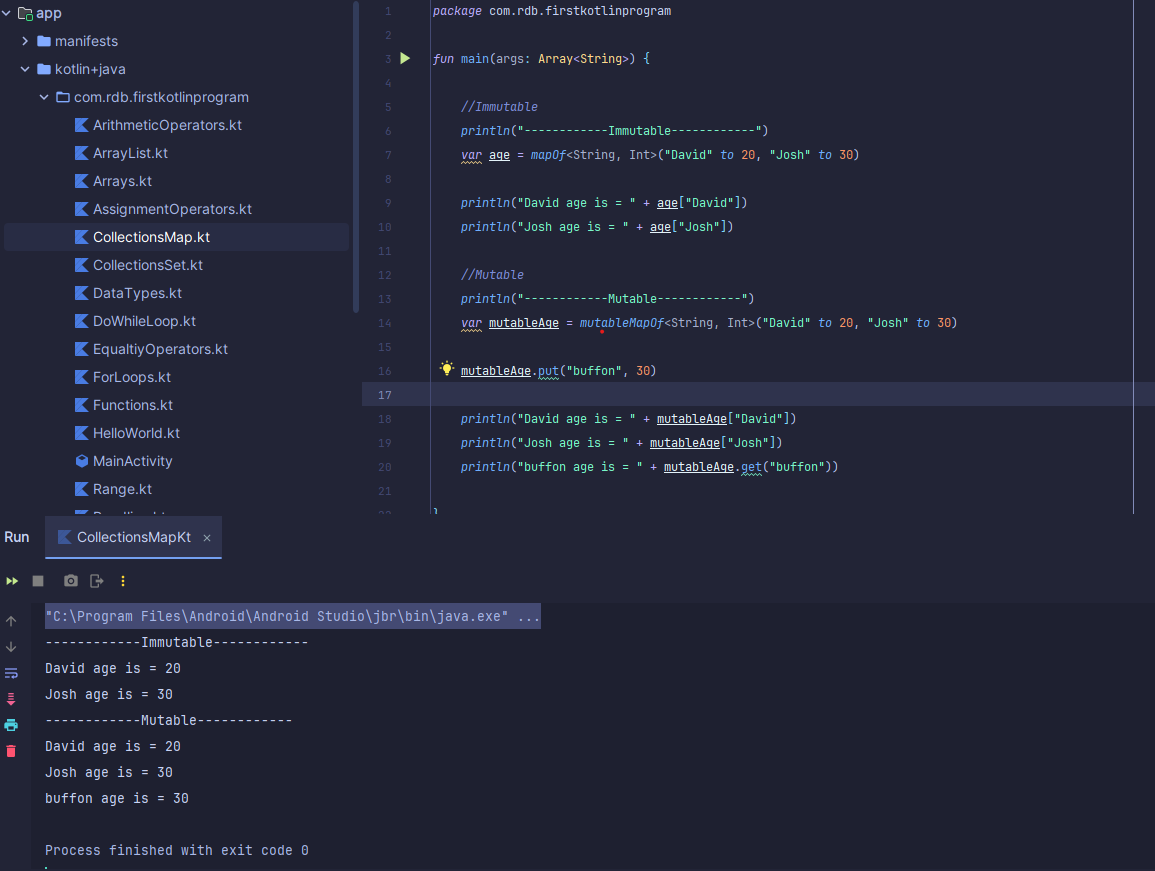 app
manifests
kotlin+java
com.rdb.firstkotlinprogram
ArithmeticOperators.kt
ArrayList.kt
Arrays.kt
AssignmentOperators.kt
CollectionsMap.kt
CollectionsSet.kt
DataTypes.kt
DoWhileLoop.kt
EqualtiyOperators.kt
ForLoops.kt
Functions.kt
HelloWorld.kt
MainActivity
Range.kt
1 package com.rdb.firstkotlinprogram
2
3 fun main(args: Array<String>) {
4
5 //Immutable
6 println("------------Immutable------------")
7 var age = mapOf<String, Int>("David" to 20, "Josh" to 30)
8
9 println("David age is = " + age["David"])
10 println("Josh age is = " + age["Josh"])
11
12 //Mutable
13 println("------------Mutable------------")
14 var mutableAge = mutableMapOf<String, Int>("David" to 20, "Josh" to 30)
15
16 mutableAge.put("buffon", 30)
17
18 println("David age is = " + mutableAge["David"])
19 println("Josh age is = " + mutableAge["Josh"])
20 println("buffon age is = " + mutableAge.get("buffon"))
21
22 }
Run CollectionsMapKt ×
"C:\Program Files\Android\Android Studio\jbr\bin\java.exe" ...
------------Immutable------------
David age is = 20
Josh age is = 30
------------Mutable------------
David age is = 20
Josh age is = 30
buffon age is = 30
Process finished with exit code 0